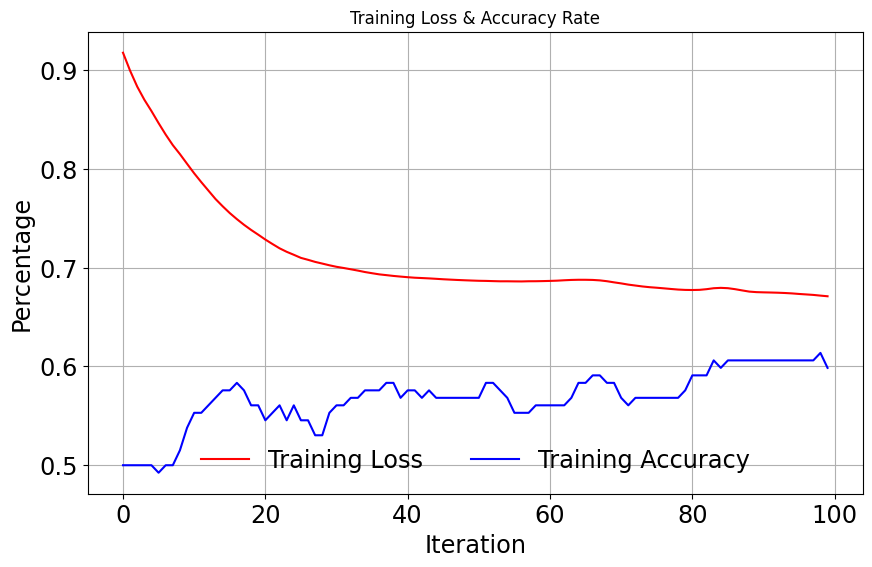 Training Loss & Accuracy Rate
Percentage
0.9
0.8
0.7
0.6
0.5
Training Loss Training Accuracy
0 20 40 60 80 100
Iteration